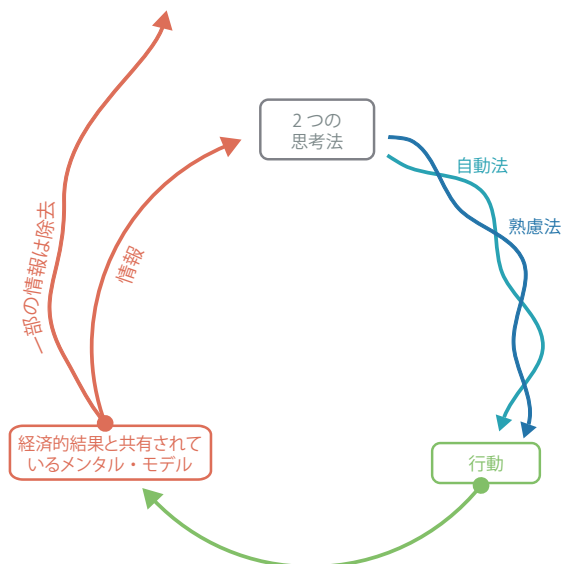 2 つの
思考法
自動法
熟慮法
一部の情報は除去
情報
経済的結果と共有されて
いるメンタル・モデル
行動